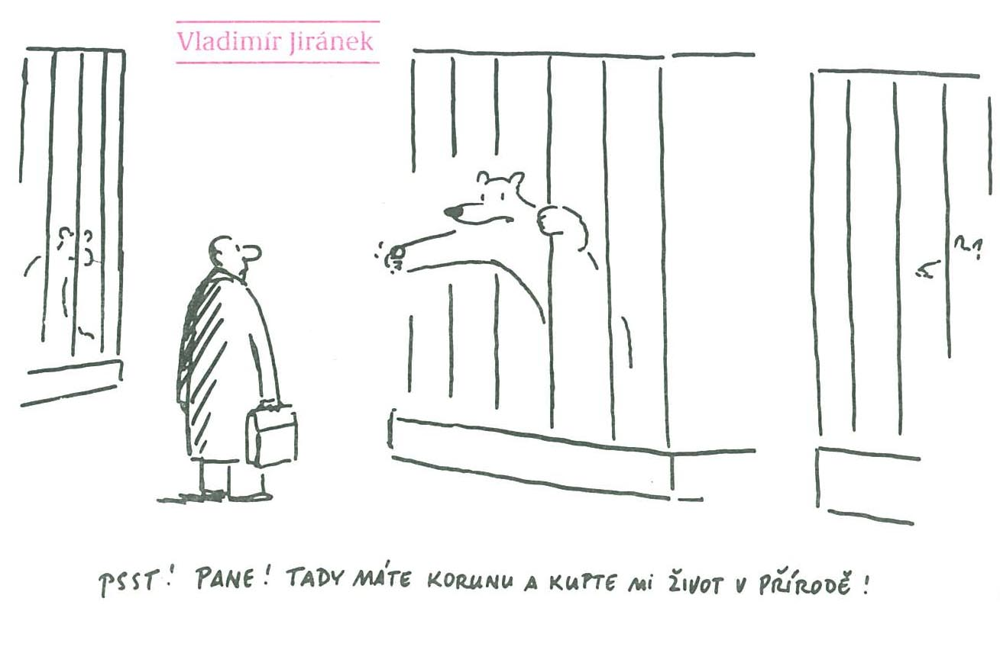 Vladimír Jiránek
PSST! PANE! TADY MÁTE KORUNU A KUPTE MI ŽIVOT V PŘÍRODĚ!